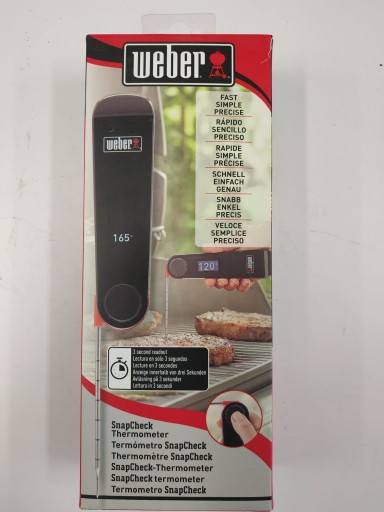 weber
weber
165°
FAST
SIMPLE
PRECISE
RÁPIDO
SENCILLO
PRECISO
RAPIDE
SIMPLE
PRÉCISE
SCHNELL
EINFACH
GENAU
SNABB
ENKEL
PRECIS
VELOCE
SEMPLICE
PRECISO
120°
weber
3 second readout
Lectura en sólo 3 segundos
Lecture en 3 secondes
Anzeige innerhalb von drei Sekunden
Avläsning på 3 sekunder
Lettura in 3 secondi
SnapCheck
Thermometer
Termómetro SnapCheck
Thermomètre SnapCheck
SnapCheck-Thermometer
SnapCheck termometer
Termometro SnapCheck